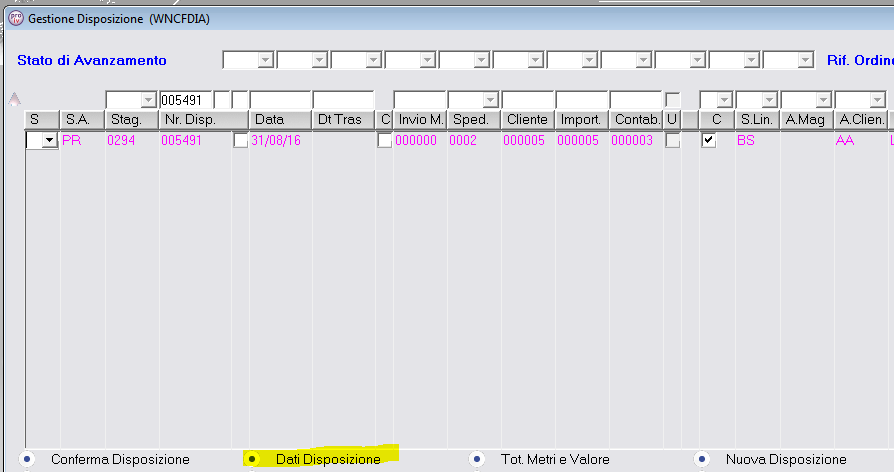 Gestione Disposizione (WNCFDIA)
Stato di Avanzamento Rif. Ordin
005491
S S.A. Stag. Nr. Disp. Data Dt Tras C Invio M. Sped. Cliente Import. Contab. U C S.Lin. A.Mag A.Clien.
PR 0294 005491 31/08/16 000000 0002 000005 000005 000003 BS AA L
Conferma Disposizione Dati Disposizione Tot. Metri e Valore Nuova Disposizione